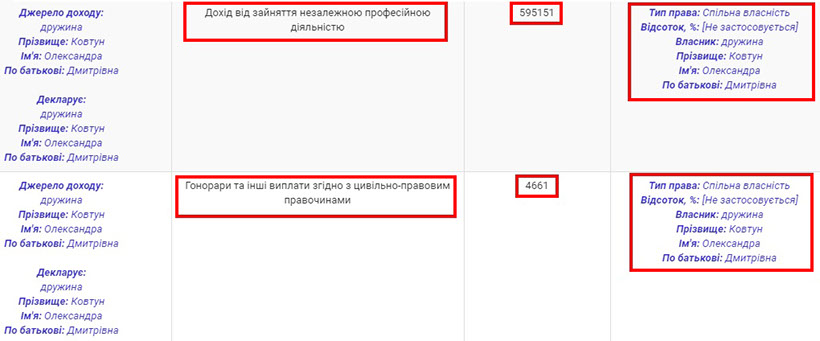 Джерело доходу:
дружина
Прізвище: Ковтун
Ім'я: Олександра
По батькові: Дмитрівна
Декларує:
дружина
Прізвище: Ковтун
Ім'я: Олександра
По батькові: Дмитрівна
Дохід від зайняття незалежною професійною
діяльністю
595151
Тип права: Спільна власність
Відсоток, %: [Не застосовується]
Власник: дружина
Прізвище: Ковтун
Ім'я: Олександра
По батькові: Дмитрівна
Джерело доходу:
дружина
Прізвище: Ковтун
Ім'я: Олександра
По батькові: Дмитрівна
Декларує:
дружина
Прізвище: Ковтун
Ім'я: Олександра
По батькові: Дмитрівна
Гонорари та інші виплати згідно з цивільно-правовим
правочинами
4661
Тип права: Спільна власність
Відсоток, %: [Не застосовується]
Власник: дружина
Прізвище: Ковтун
Ім'я: Олександра
По батькові: Дмитрівна